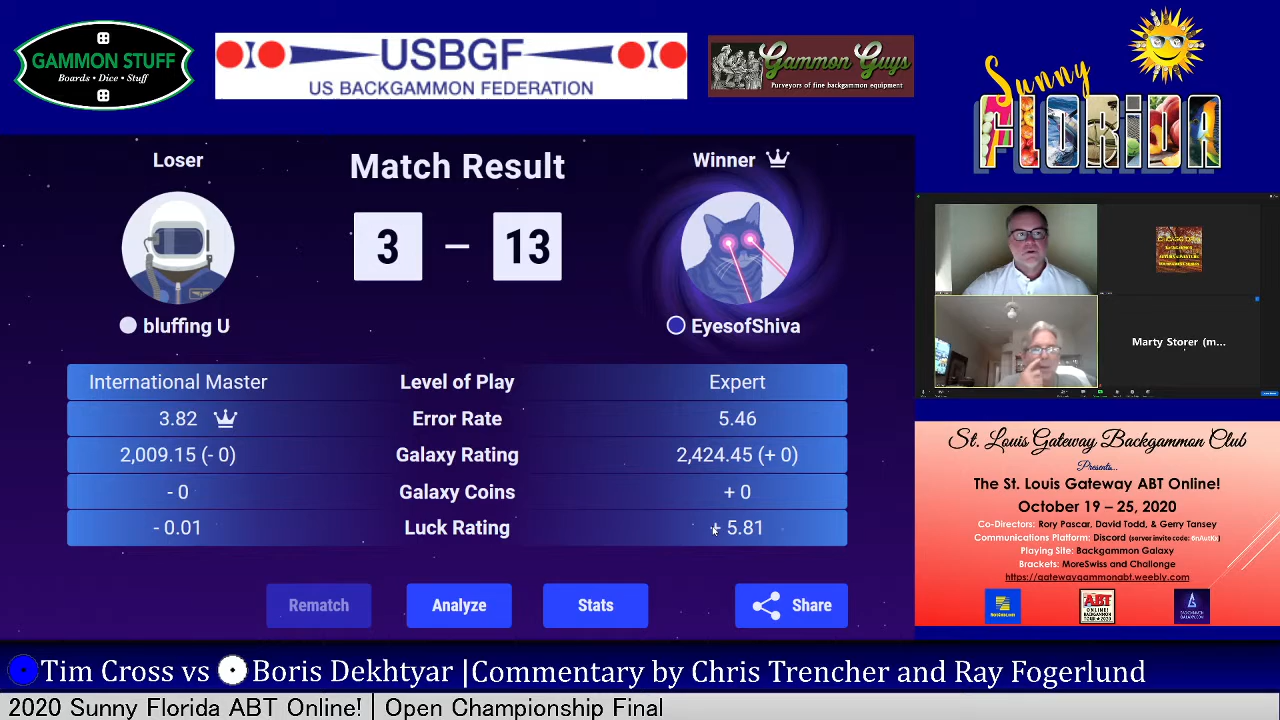 GAMMON STUFF
Boards • Dice • Stuff
USBGF
US BACKGAMMON FEDERATION
Gammon Guys
Purveyors of fine backgammon equipment
Sunny
FLORIDA
Loser
Match Result
Winner
3 – 13
bluffing U
EyesofShiva
International Master Level of Play Expert
3.82 Error Rate 5.46
2,009.15 (- 0) Galaxy Rating 2,424.45 (+ 0)
- 0 Galaxy Coins + 0
- 0.01 Luck Rating + 5.81
Rematch Analyze Stats Share
Marty Storer (m...
St. Louis Gateway Backgammon Club
Presents...
The St. Louis Gateway ABT Online!
October 19 – 25, 2020
Co-Directors: Rory Pascar, David Todd, & Gerry Tansey
Communications Platform: Discord (server invite code: 6nAutKx)
Playing Site: Backgammon Galaxy
Brackets: MoreSwiss and Challonge
https://gatewaygammonabt.weebly.com
ABT
Tim Cross vs Boris Dekhtyar |Commentary by Chris Trencher and Ray Fogerlund
2020 Sunny Florida ABT Online! | Open Championship Final